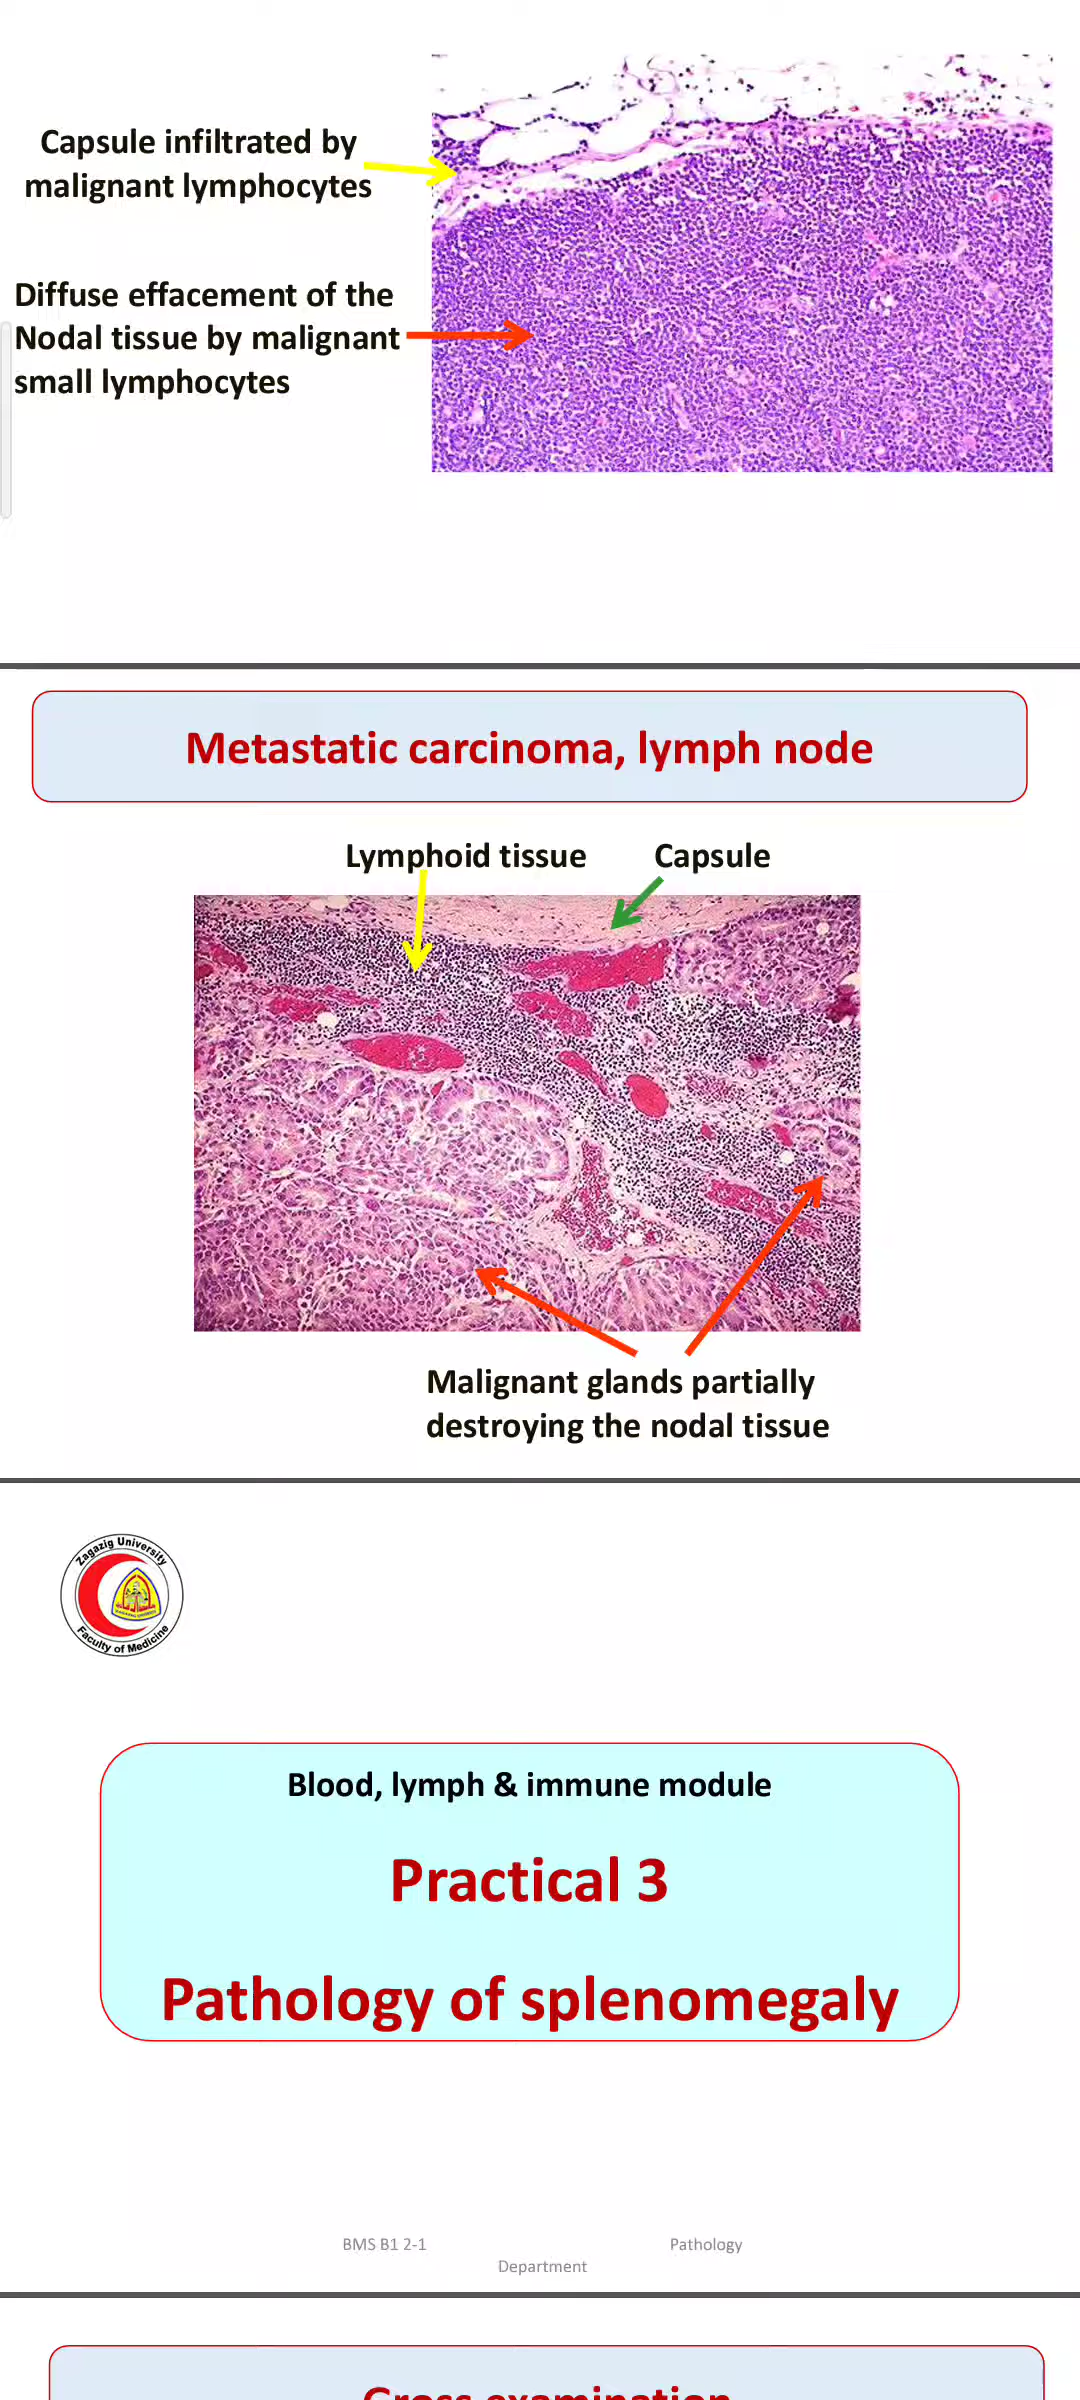 Capsule infiltrated by
malignant lymphocytes
Diffuse effacement of the
Nodal tissue by malignant
small lymphocytes
Metastatic carcinoma, lymph node
Lymphoid tissue
Capsule
Malignant glands partially
destroying the nodal tissue
Zagazig University
Faculty of Medicine
Blood, lymph & immune module
Practical 3
Pathology of splenomegaly
BMS B1 2-1 Pathology
Department
Gross examination